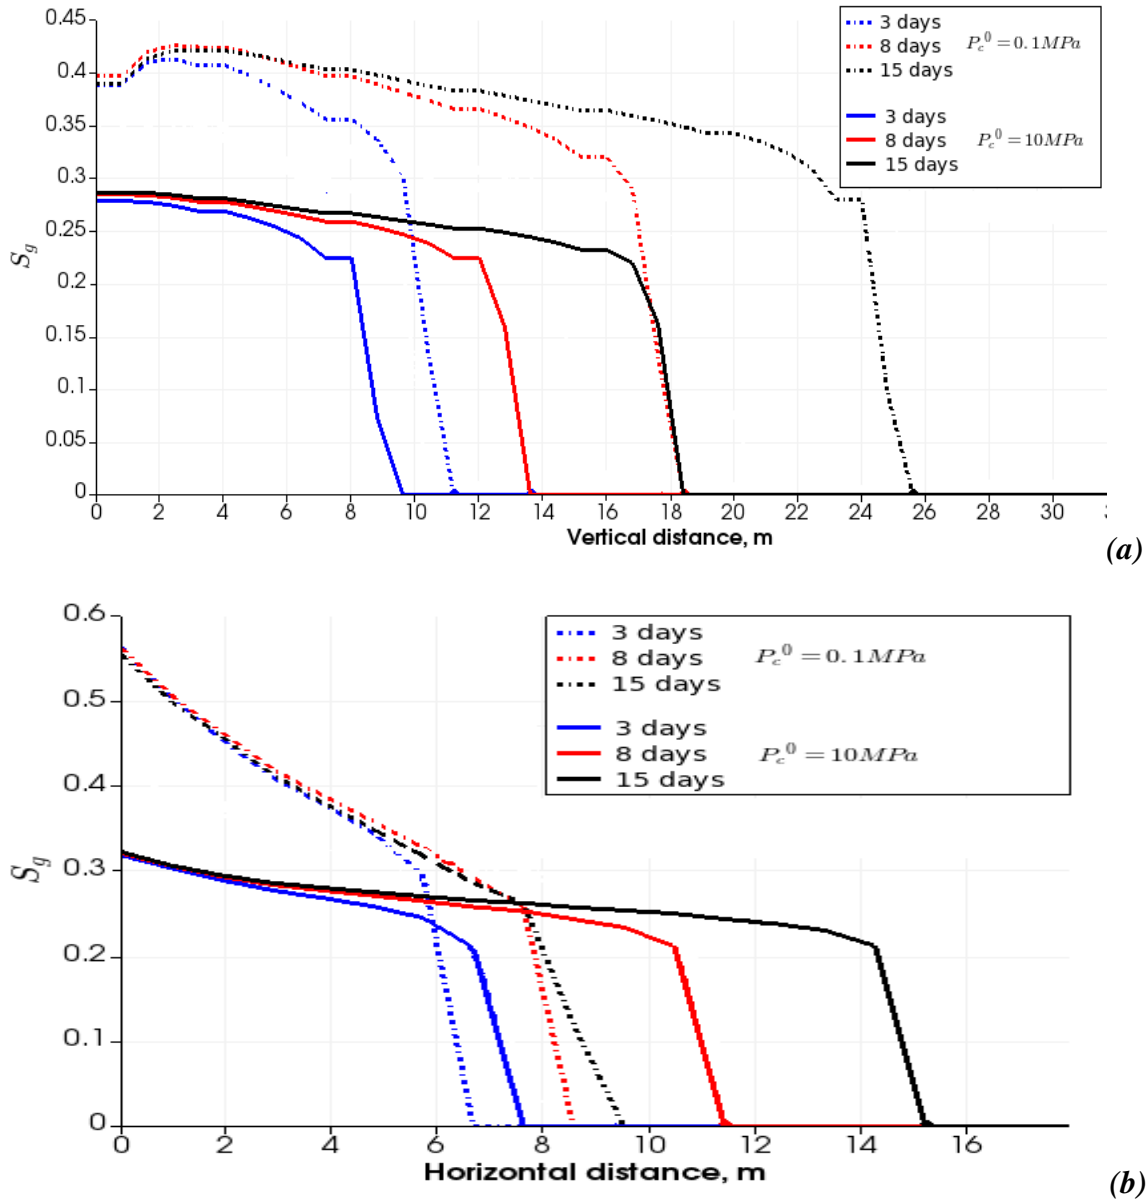 0.45
0.4
0.35
0.3
0.25
0.2
0.15
0.1
0.05
0
S_g
3 days
8 days P_c^0 = 0.1MPa
15 days
3 days
8 days P_c^0 = 10MPa
15 days
0 2 4 6 8 10 12 14 16 18 20 22 24 26 28 30
Vertical distance, m
(a)
0.6
0.5
0.4
0.3
0.2
0.1
0
S_g
3 days
8 days P_c^0 = 0.1MPa
15 days
3 days
8 days P_c^0 = 10MPa
15 days
0 2 4 6 8 10 12 14 16
Horizontal distance, m
(b)